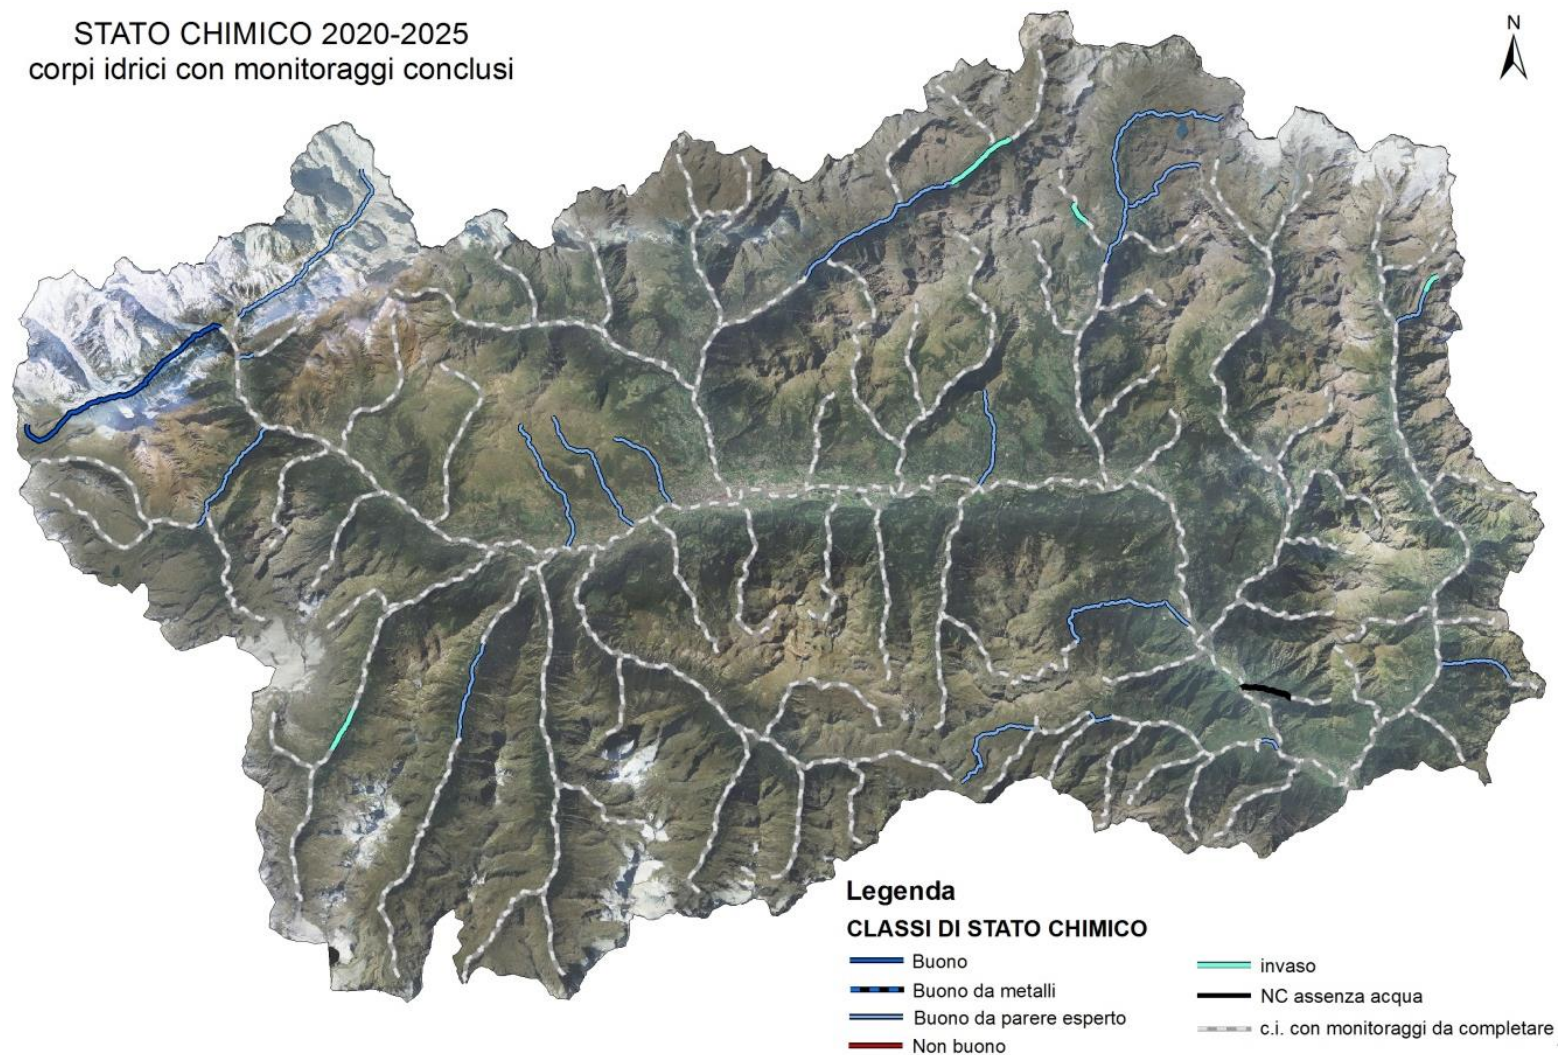 STATO CHIMICO 2020-2025
corpi idrici con monitoraggi conclusi
N
Legenda
CLASSI DI STATO CHIMICO
Buono
Buono da metalli
Buono da parere esperto
Non buono
invaso
NC assenza acqua
c.i. con monitoraggi da completare